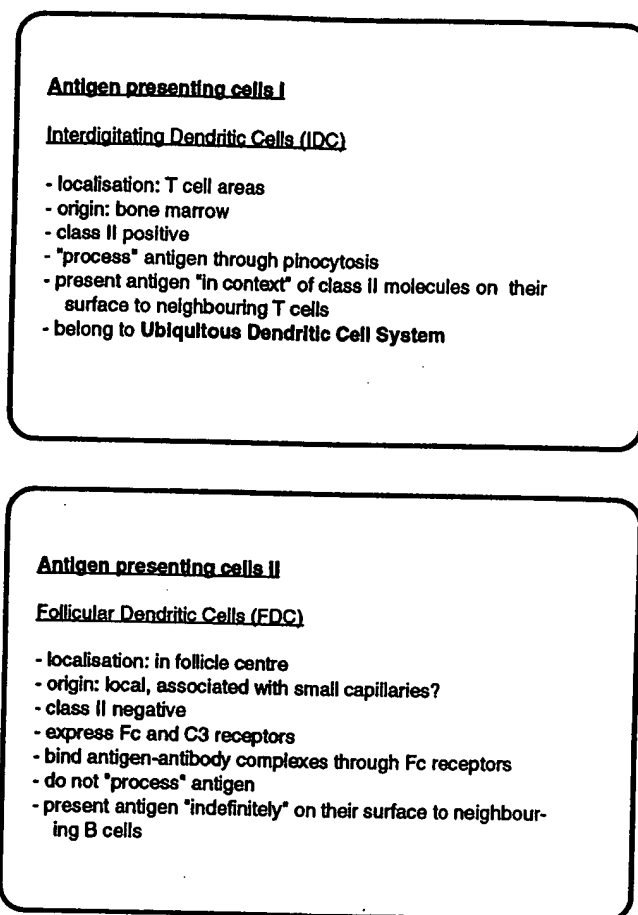 Antigen presenting cells I
Interdigitating Dendritic Cells (IDC)
- localisation: T cell areas
- origin: bone marrow
- class II positive
- "process" antigen through pinocytosis
- present antigen "in context" of class II molecules on their
surface to neighbouring T cells
- belong to Ubiquitous Dendritic Cell System
Antigen presenting cells II
Follicular Dendritic Cells (FDC)
- localisation: in follicle centre
- origin: local, associated with small capillaries?
- class II negative
- express Fc and C3 receptors
- bind antigen-antibody complexes through Fc receptors
- do not "process" antigen
- present antigen "indefinitely" on their surface to neighbour-
ing B cells